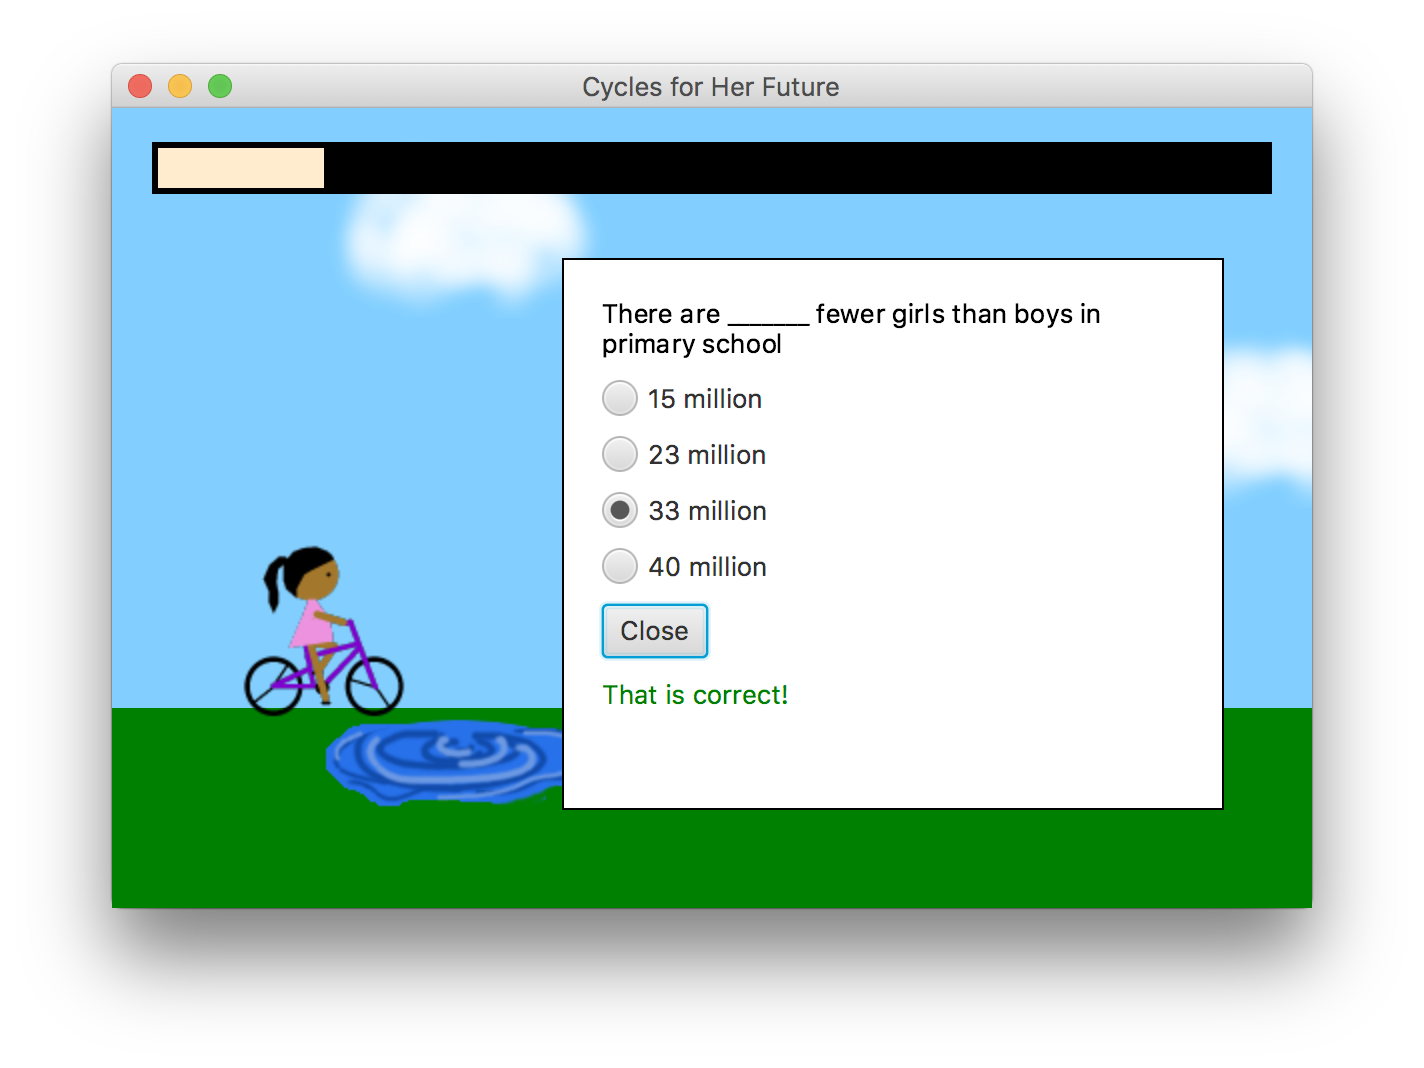 Cycles for Her Future
There are _______ fewer girls than boys in
primary school
15 million
23 million
33 million
40 million
Close
That is correct!